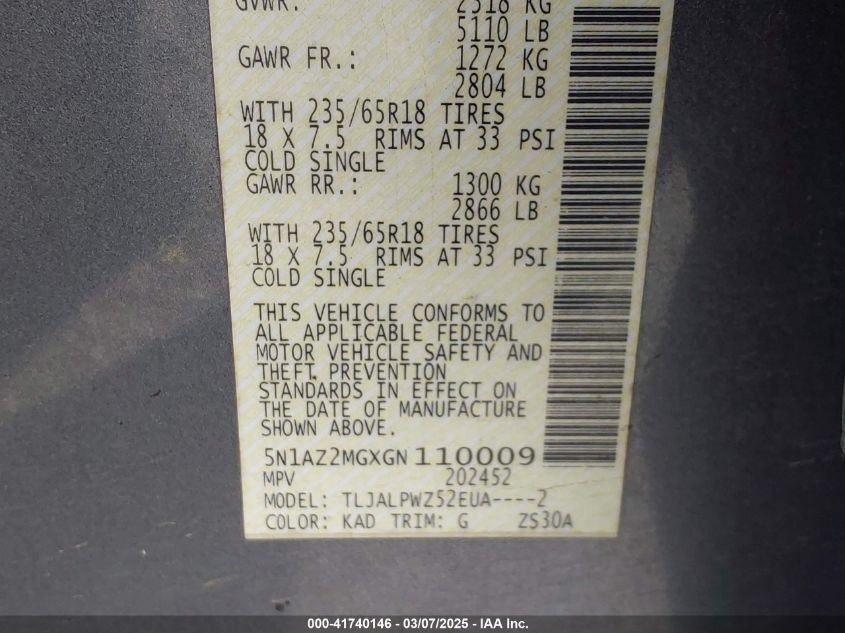 GVWR: 2318 KG
5110 LB
GAWR FR.: 1272 KG
2804 LB
WITH 235/65R18 TIRES
18 X 7.5 RIMS AT 33 PSI
COLD SINGLE
GAWR RR.: 1300 KG
2866 LB
WITH 235/65R18 TIRES
18 X 7.5 RIMS AT 33 PSI
COLD SINGLE
THIS VEHICLE CONFORMS TO
ALL APPLICABLE FEDERAL
MOTOR VEHICLE SAFETY AND
THEFT PREVENTION
STANDARDS IN EFFECT ON
THE DATE OF MANUFACTURE
SHOWN ABOVE.
5N1AZ2MGXGN110009
MPV 202452
MODEL: TLJALPWZ52EUA----2
COLOR: KAD TRIM: G ZS30A
000-41740146 - 03/07/2025 - IAA Inc.